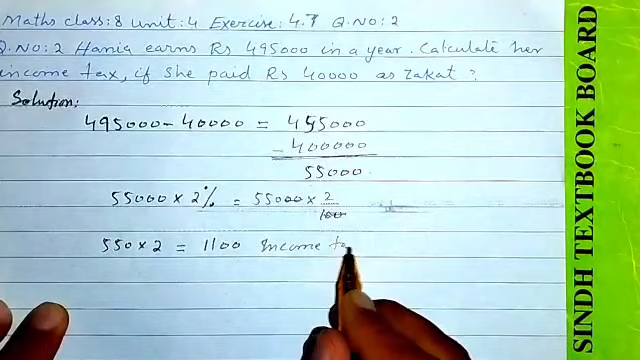 Maths class:8 Unit:4 Exercise:4.7 Q.No:2
Q.No:2 Hania earns Rs 495000 in a year. Calculate her
income tax, if she paid Rs 40000 as zakat?
Solution:
495000 - 40000 = 455000
- 400000
55000
55000 × 2% = 55000 × 2/100
550 × 2 = 1100 Income ta
SINDH TEXTBOOK BOARD